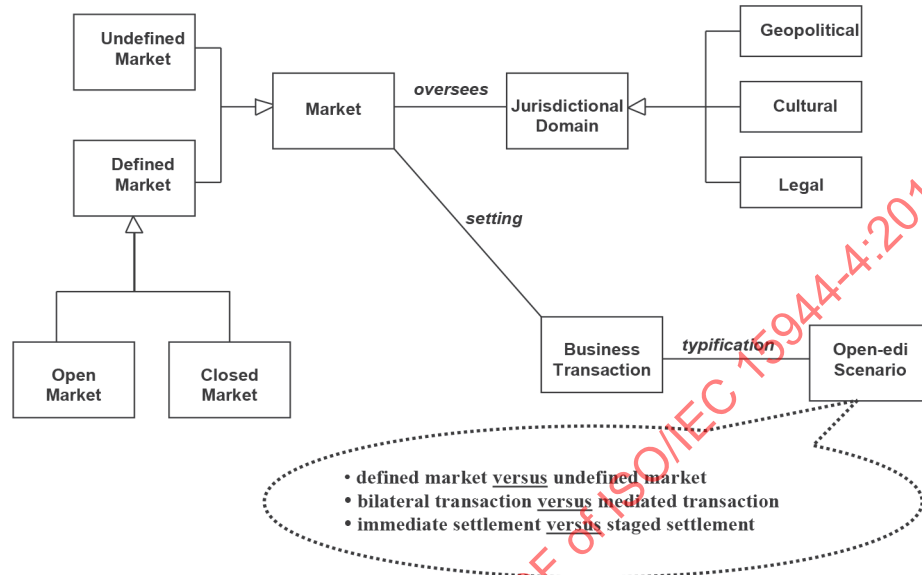 Undefined
Market
Geopolitical
Market
oversees
Jurisdictional
Domain
Cultural
Defined
Market
Legal
setting
Open
Market
Closed
Market
Business
Transaction
typification
Open-edi
Scenario
• defined market versus undefined market
• bilateral transaction versus mediated transaction
• immediate settlement versus staged settlement
of ISO/IEC 15944-4:201